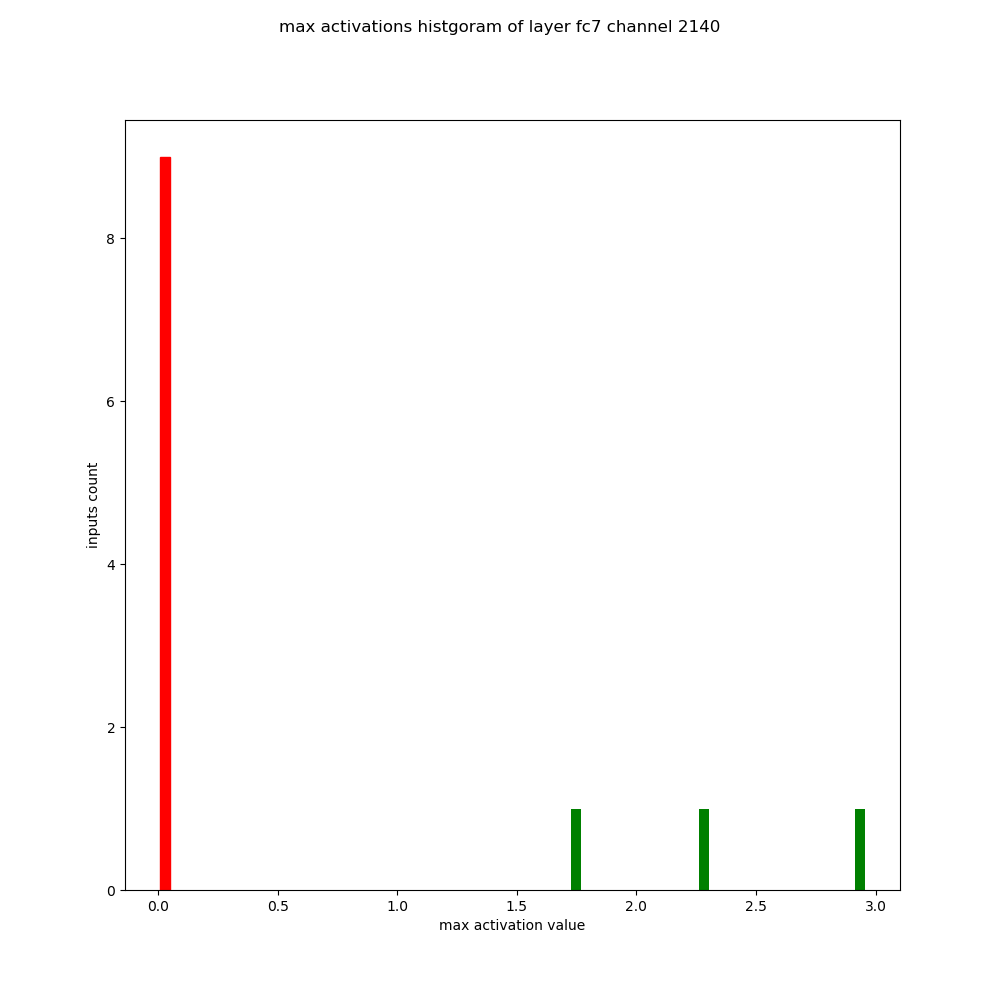 max activations histgoram of layer fc7 channel 2140
8
6
4
2
0
inputs count
0.0 0.5 1.0 1.5 2.0 2.5 3.0
max activation value